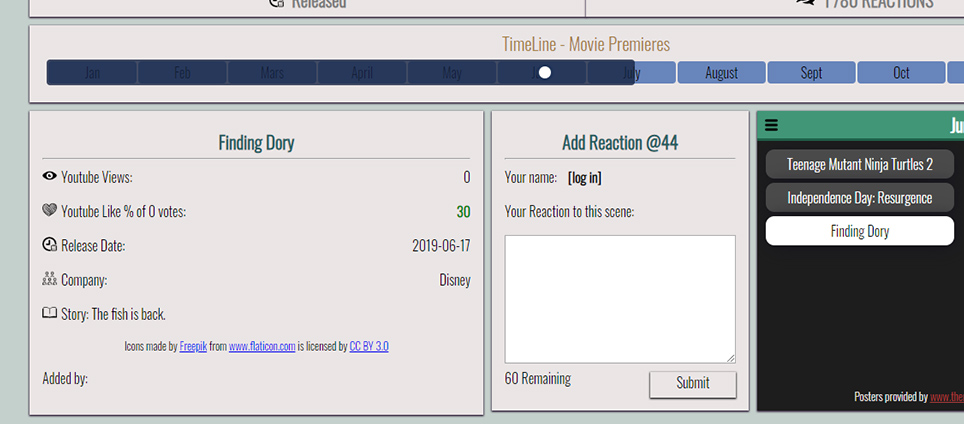 Released
1780 REACTIONS
TimeLine - Movie Premieres
Jan Feb Mars April May July August Sept Oct
Finding Dory
Youtube Views: 0
Youtube Like % of 0 votes: 30
Release Date: 2019-06-17
Company: Disney
Story: The fish is back.
Icons made by Freepik from www.flaticon.com is licensed by CC BY 3.0
Added by:
Add Reaction @44
Your name: [log in]
Your Reaction to this scene:
60 Remaining
Submit
Ju
Teenage Mutant Ninja Turtles 2
Independence Day: Resurgence
Finding Dory
Posters provided by www.the